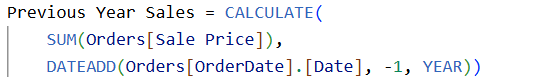 Previous Year Sales = CALCULATE(
SUM(Orders[Sale Price]),
DATEADD(Orders[OrderDate].[Date], -1, YEAR))